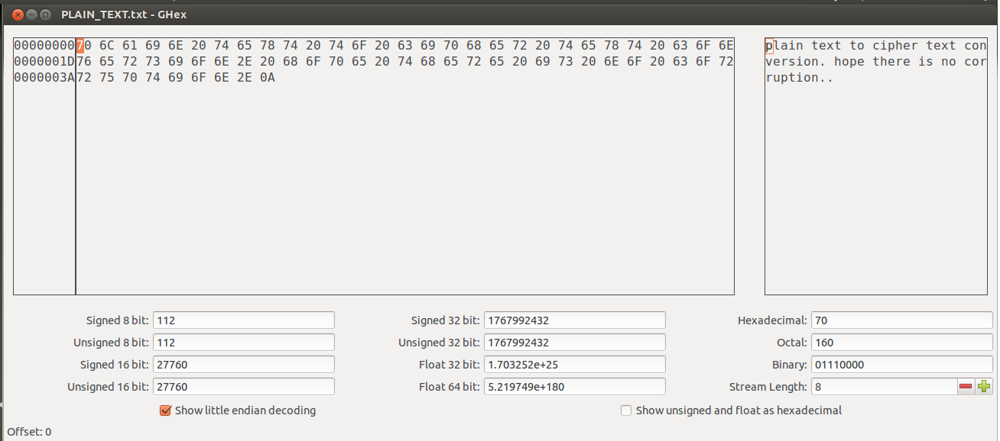 PLAIN_TEXT.txt - GHex
00000000 70 6C 61 69 6E 20 74 65 78 74 20 74 6F 20 63 69 70 68 65 72 20 74 65 78 74 20 63 6F 6E plain text to cipher text con
0000001D 76 65 72 73 69 6F 6E 2E 20 68 6F 70 65 20 74 68 65 72 65 20 69 73 20 6E 6F 20 63 6F 72 version. hope there is no cor
0000003A 72 75 70 74 69 6F 6E 2E 0A ruption..
Signed 8 bit: 112 Signed 32 bit: 1767992432 Hexadecimal: 70
Unsigned 8 bit: 112 Unsigned 32 bit: 1767992432 Octal: 160
Signed 16 bit: 27760 Float 32 bit: 1.703252e+25 Binary: 01110000
Unsigned 16 bit: 27760 Float 64 bit: 5.219749e+180 Stream Length: 8
Show little endian decoding Show unsigned and float as hexadecimal
Offset: 0